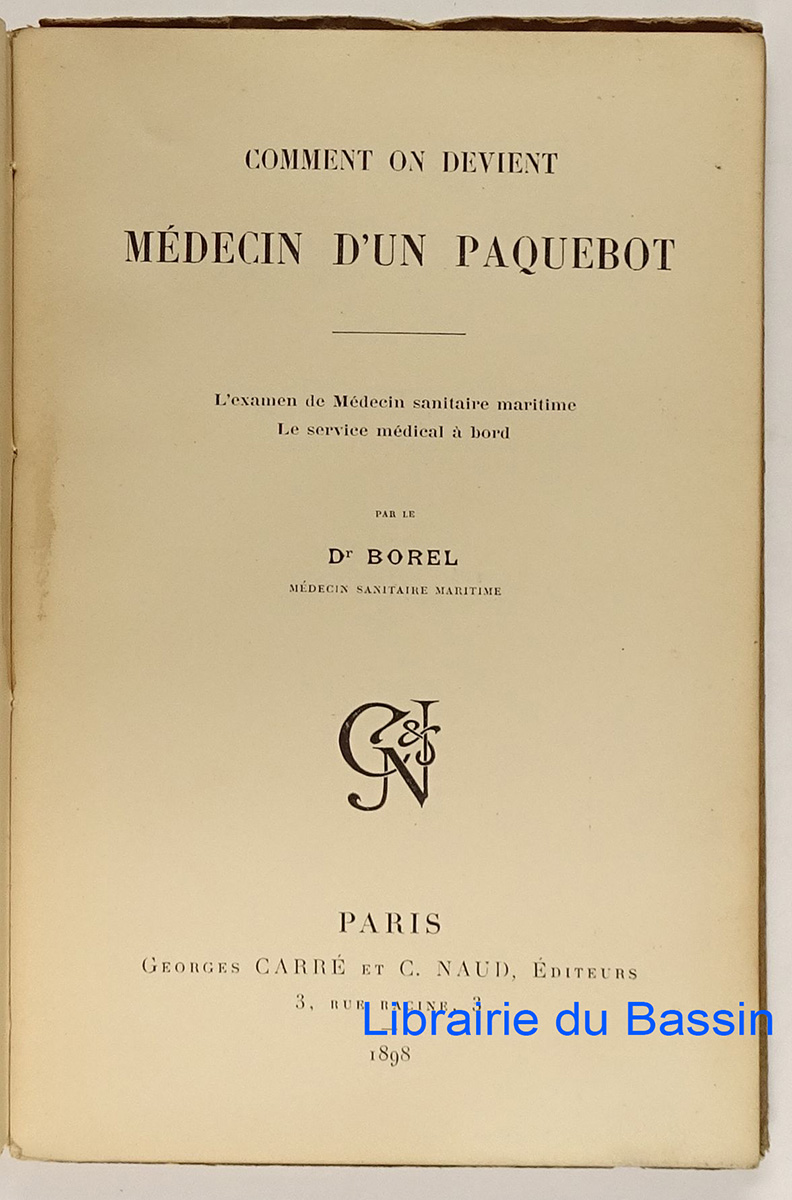 COMMENT ON DEVIENT
MÉDECIN D'UN PAQUEBOT
L'examen de Médecin sanitaire maritime
Le service médical à bord
PAR LE
Dr BOREL
MÉDECIN SANITAIRE MARITIME
PARIS
GEORGES CARRÉ ET C. NAUD, ÉDITEURS
3, RUE RACINE, 3
Librairie du Bassin
1898